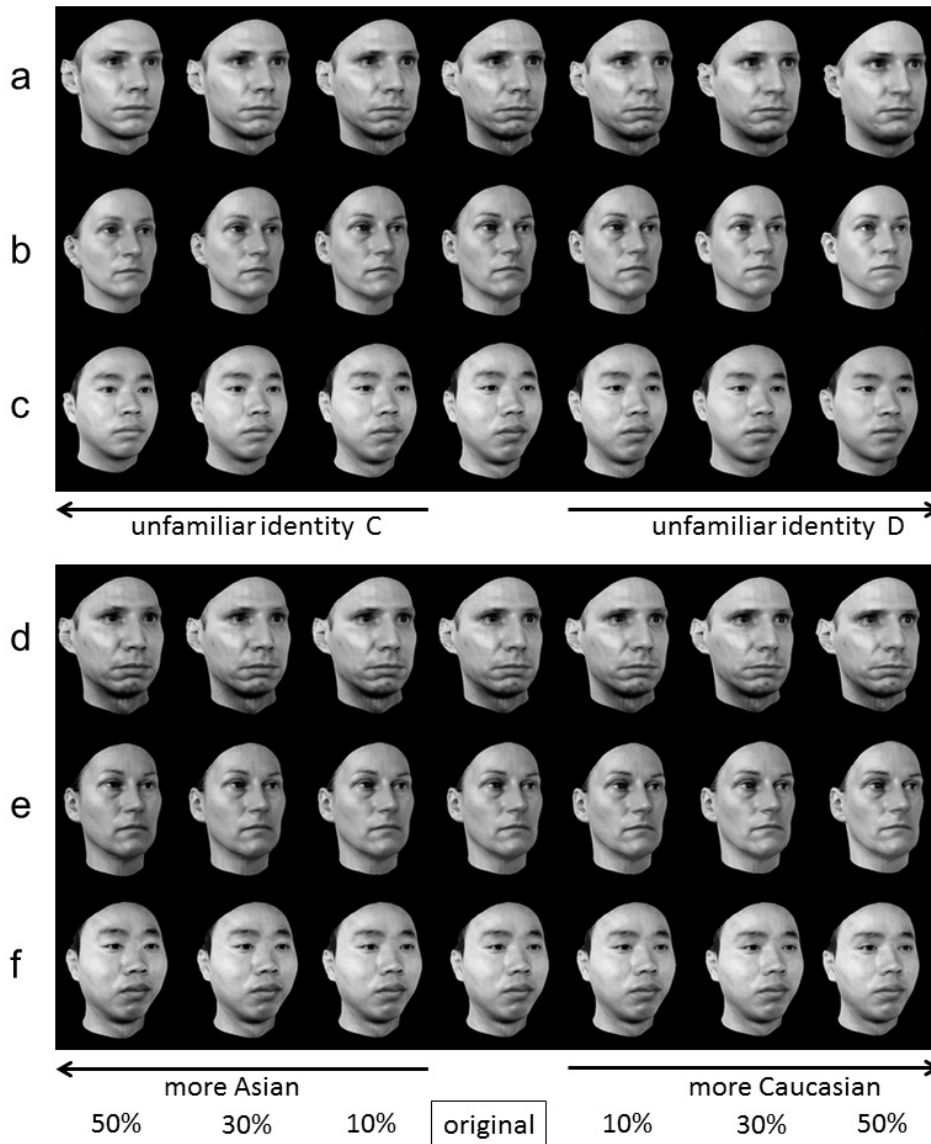 a
b
c
unfamiliar identity C unfamiliar identity D
d
e
f
more Asian more Caucasian
50% 30% 10% original 10% 30% 50%